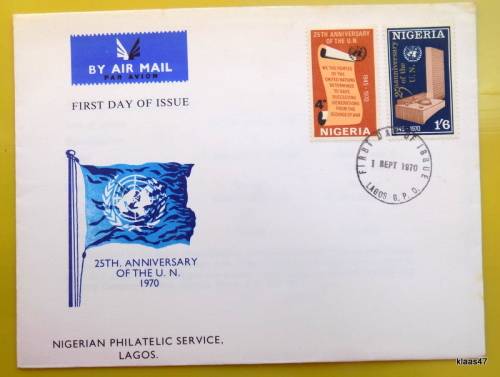 BY AIR MAIL
PAR AVION
FIRST DAY OF ISSUE
25TH ANNIVERSARY
OF THE U.N.
WE THE PEOPLES
OF THE
UNITED NATIONS
DETERMINED
TO SAVE
SUCCEEDING
GENERATIONS
FROM THE
SCOURGE OF WAR
1945-1970
4d
NIGERIA
NIGERIA
25th anniversary
of the
U.N.
1945-1970
1/6
FIRST DAY OF ISSUE
1 SEPT 1970
LAGOS G. P. O.
25TH. ANNIVERSARY
OF THE U. N.
1970
NIGERIAN PHILATELIC SERVICE,
LAGOS.
klaas47